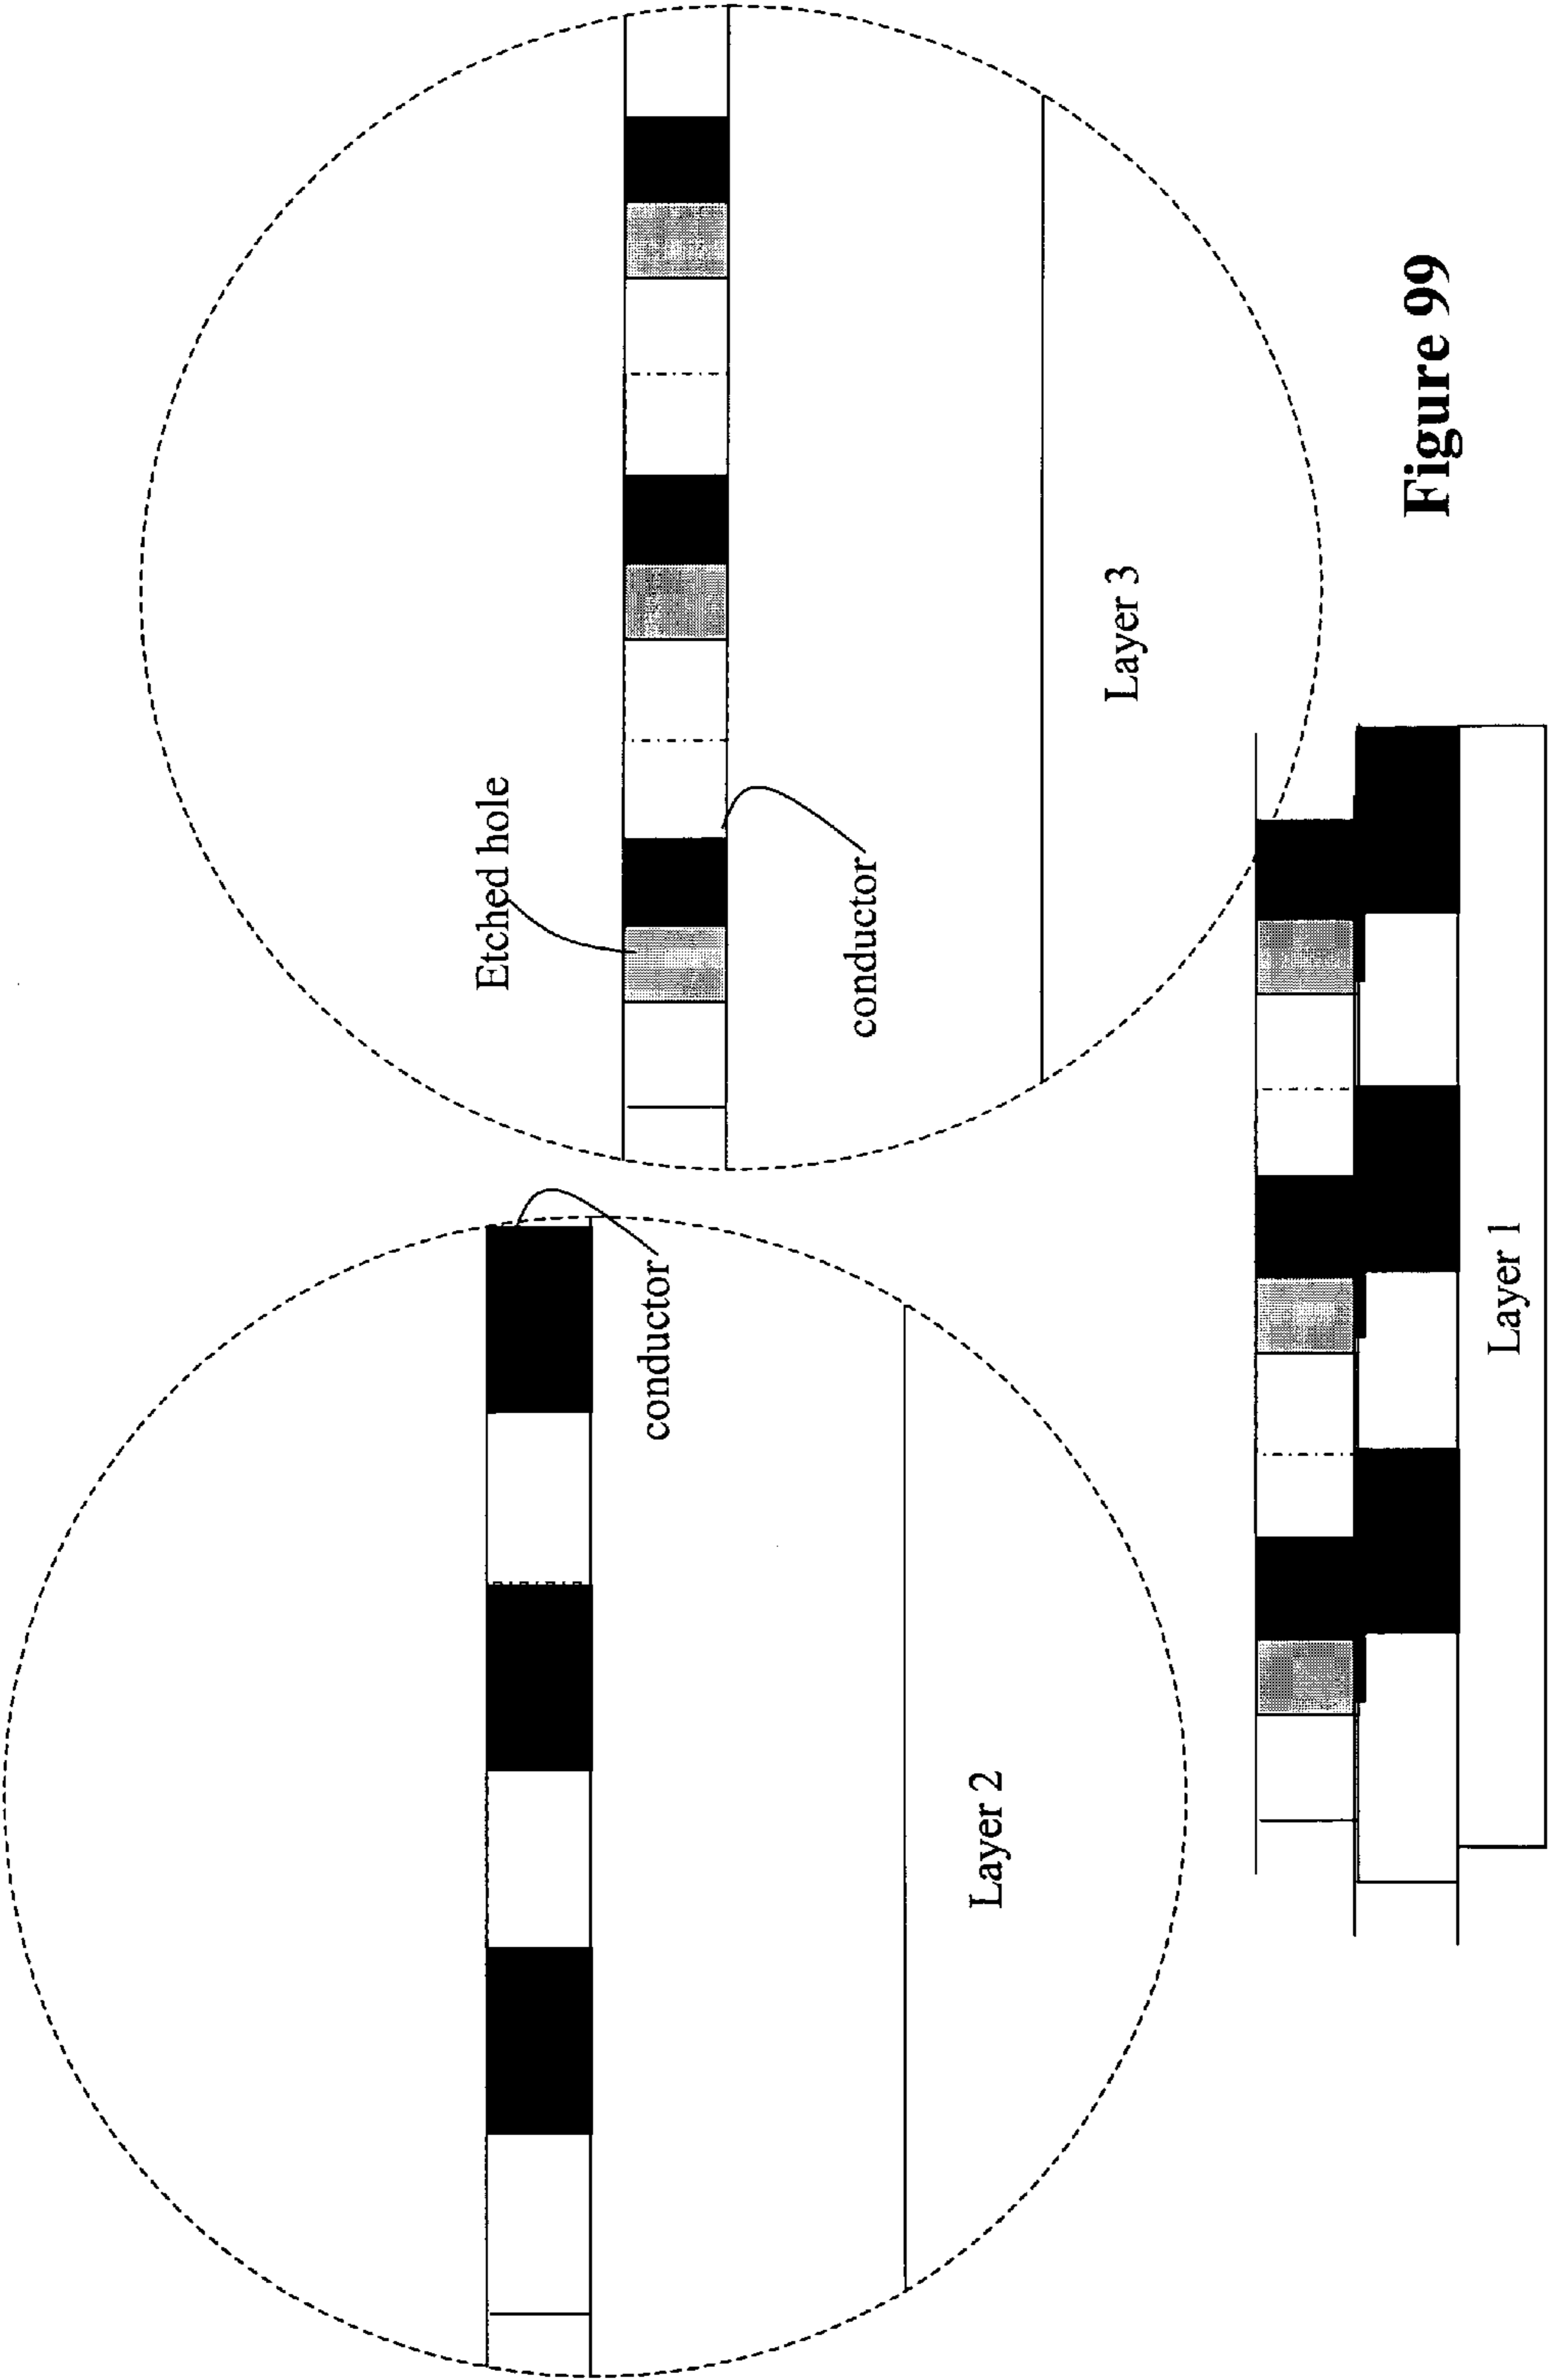 Etched hole
conductor
Layer 3
conductor
Layer 2
Layer 1
Figure 99